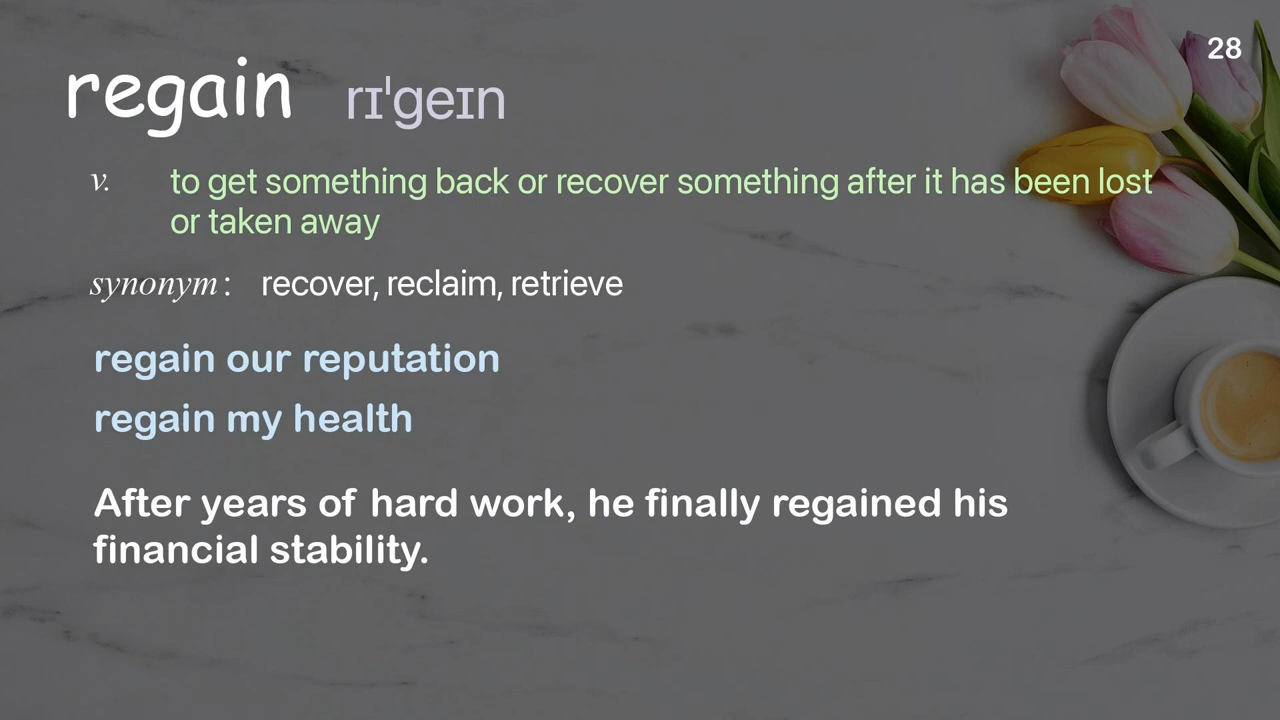 28
regain rɪˈɡeɪn
v. to get something back or recover something after it has been lost
or taken away
synonym: recover, reclaim, retrieve
regain our reputation
regain my health
After years of hard work, he finally regained his
financial stability.